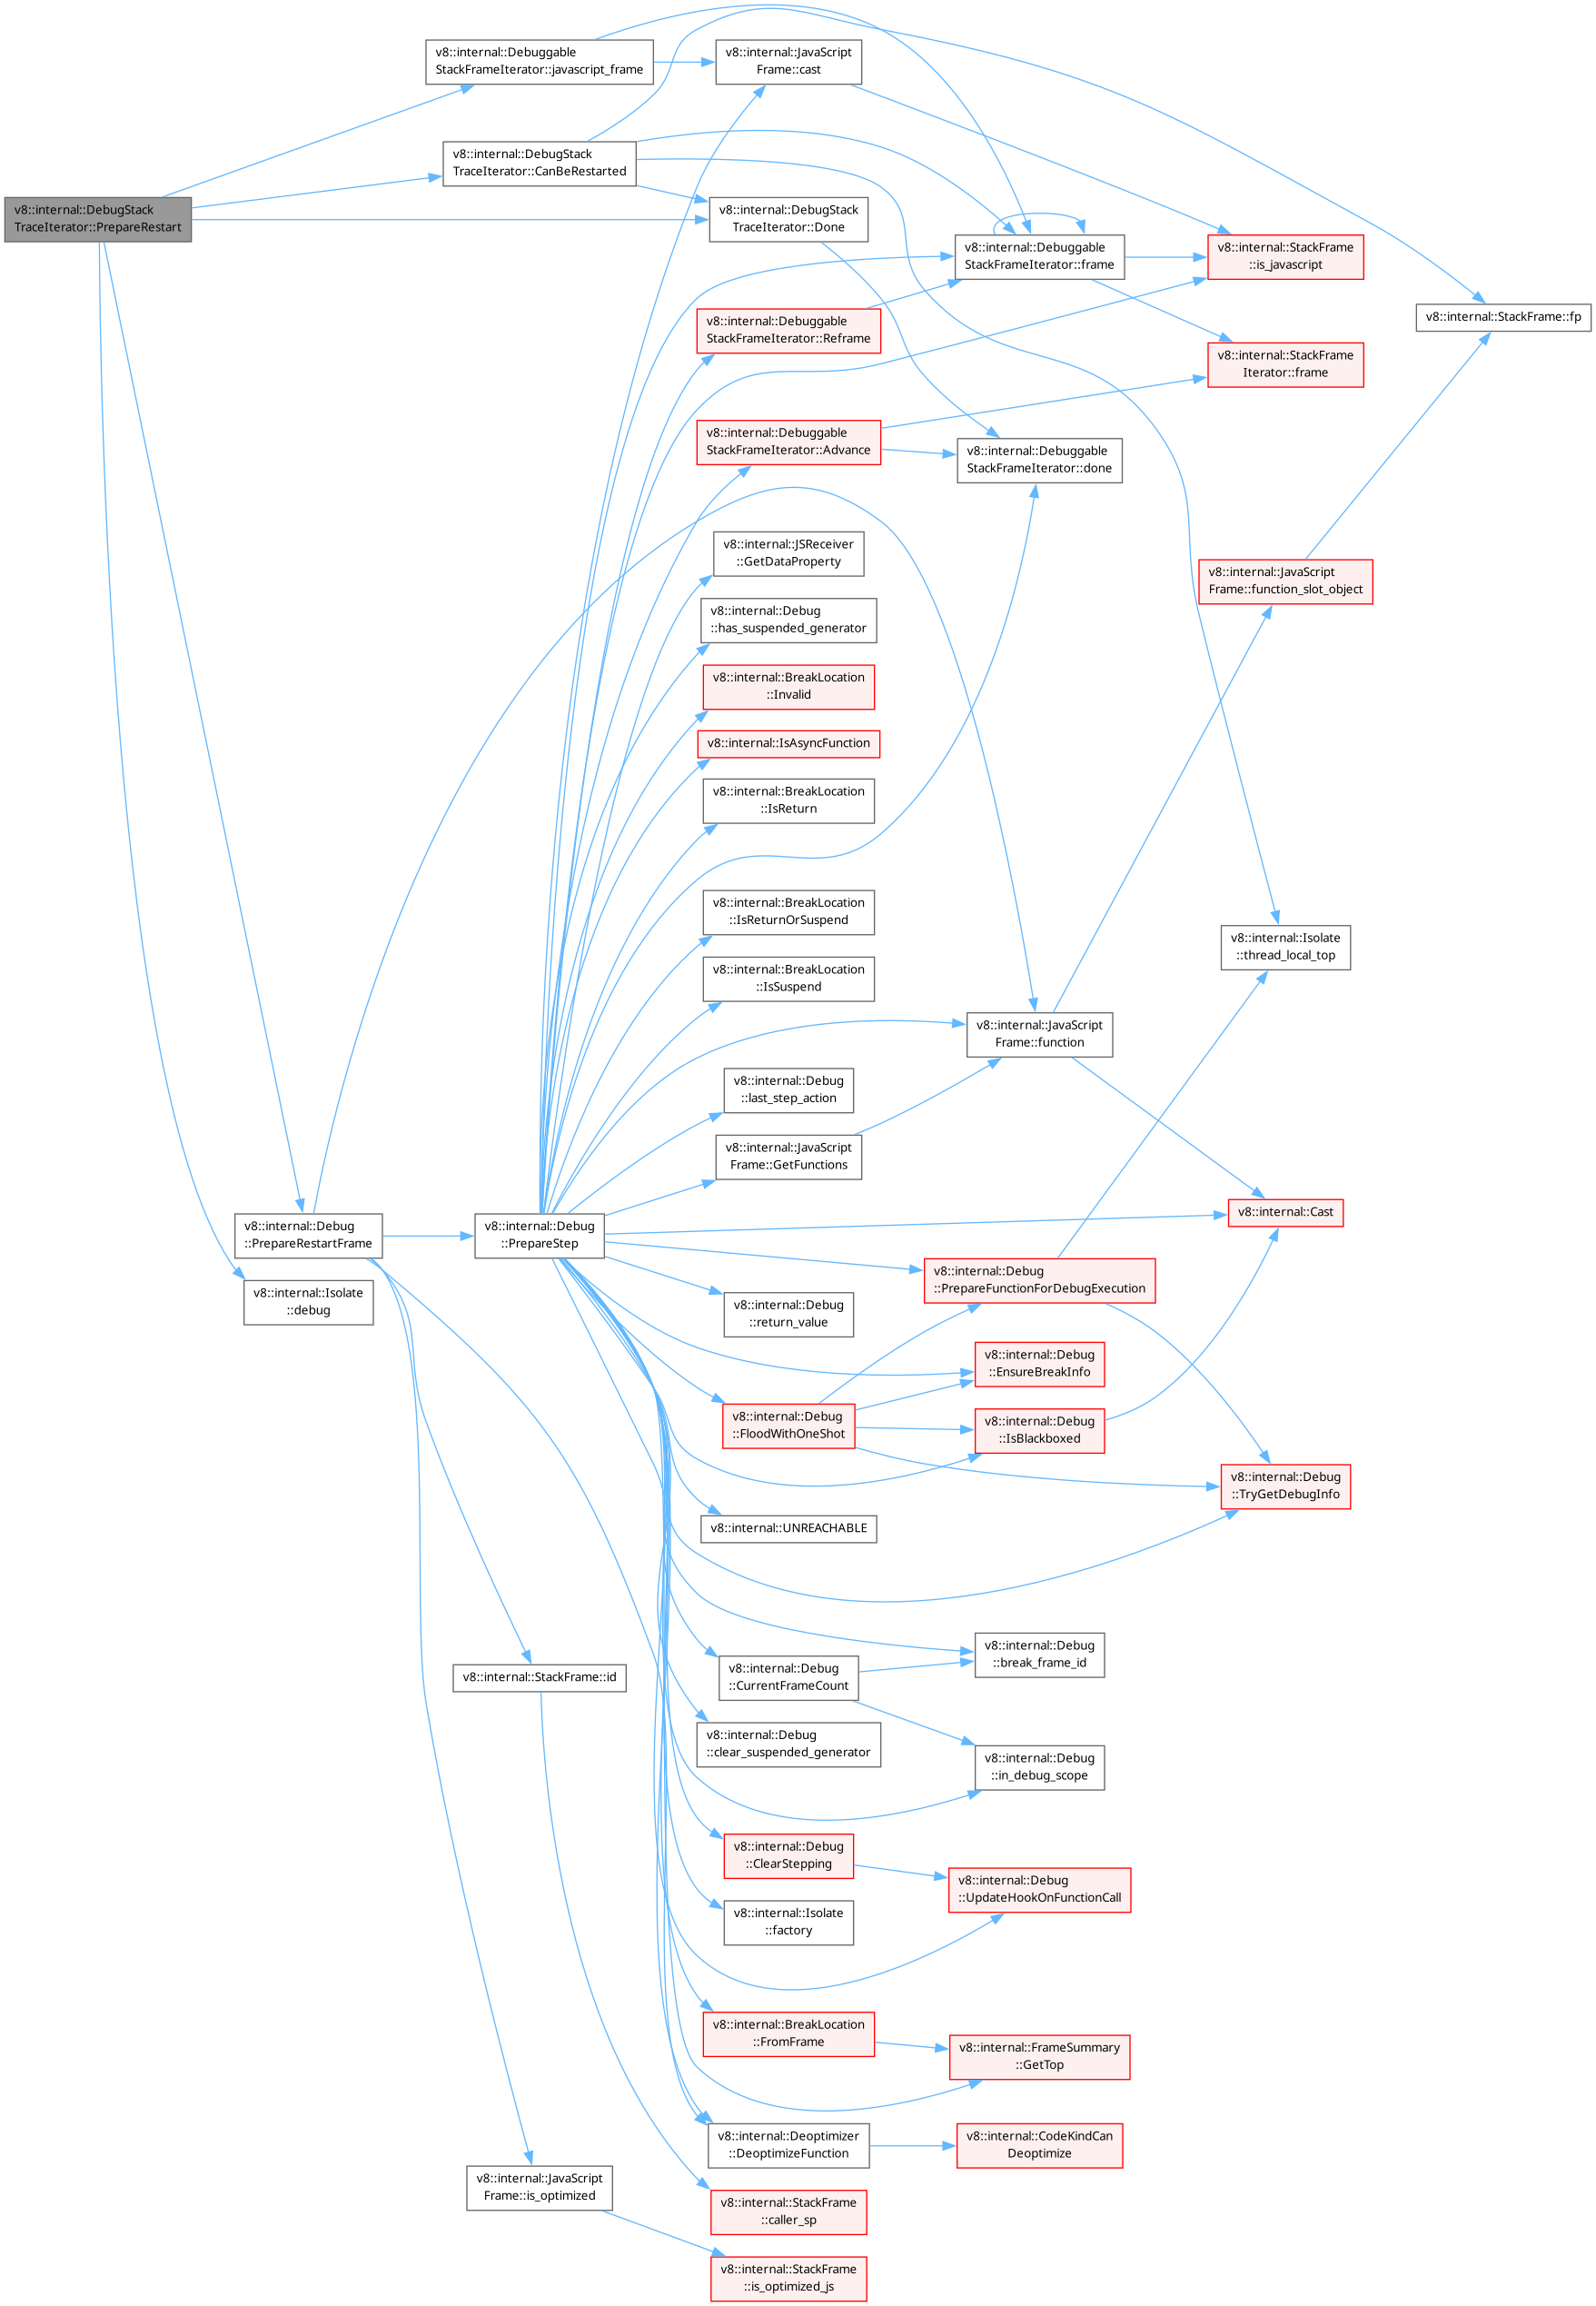 v8::internal::Debuggable
StackFrameIterator::javascript_frame
v8::internal::JavaScript
Frame::cast
v8::internal::DebugStack
TraceIterator::CanBeRestarted
v8::internal::DebugStack
TraceIterator::PrepareRestart
v8::internal::DebugStack
TraceIterator::Done
v8::internal::Debuggable
StackFrameIterator::frame
v8::internal::StackFrame
::is_javascript
v8::internal::StackFrame::fp
v8::internal::Debuggable
StackFrameIterator::Reframe
v8::internal::StackFrame
Iterator::frame
v8::internal::Debuggable
StackFrameIterator::Advance
v8::internal::Debuggable
StackFrameIterator::done
v8::internal::JSReceiver
::GetDataProperty
v8::internal::JavaScript
Frame::function_slot_object
v8::internal::Debug
::has_suspended_generator
v8::internal::BreakLocation
::Invalid
v8::internal::IsAsyncFunction
v8::internal::BreakLocation
::IsReturn
v8::internal::BreakLocation
::IsReturnOrSuspend
v8::internal::Isolate
::thread_local_top
v8::internal::BreakLocation
::IsSuspend
v8::internal::JavaScript
Frame::function
v8::internal::Debug
::last_step_action
v8::internal::JavaScript
Frame::GetFunctions
v8::internal::Cast
v8::internal::Debug
::PrepareRestartFrame
v8::internal::Debug
::PrepareStep
v8::internal::Debug
::PrepareFunctionForDebugExecution
v8::internal::Isolate
::debug
v8::internal::Debug
::return_value
v8::internal::Debug
::EnsureBreakInfo
v8::internal::Debug
::FloodWithOneShot
v8::internal::Debug
::IsBlackboxed
v8::internal::Debug
::TryGetDebugInfo
v8::internal::UNREACHABLE
v8::internal::Debug
::break_frame_id
v8::internal::StackFrame::id
v8::internal::Debug
::CurrentFrameCount
v8::internal::Debug
::clear_suspended_generator
v8::internal::Debug
::in_debug_scope
v8::internal::Debug
::ClearStepping
v8::internal::Debug
::UpdateHookOnFunctionCall
v8::internal::Isolate
::factory
v8::internal::BreakLocation
::FromFrame
v8::internal::FrameSummary
::GetTop
v8::internal::Deoptimizer
::DeoptimizeFunction
v8::internal::CodeKindCan
Deoptimize
v8::internal::JavaScript
Frame::is_optimized
v8::internal::StackFrame
::caller_sp
v8::internal::StackFrame
::is_optimized_js